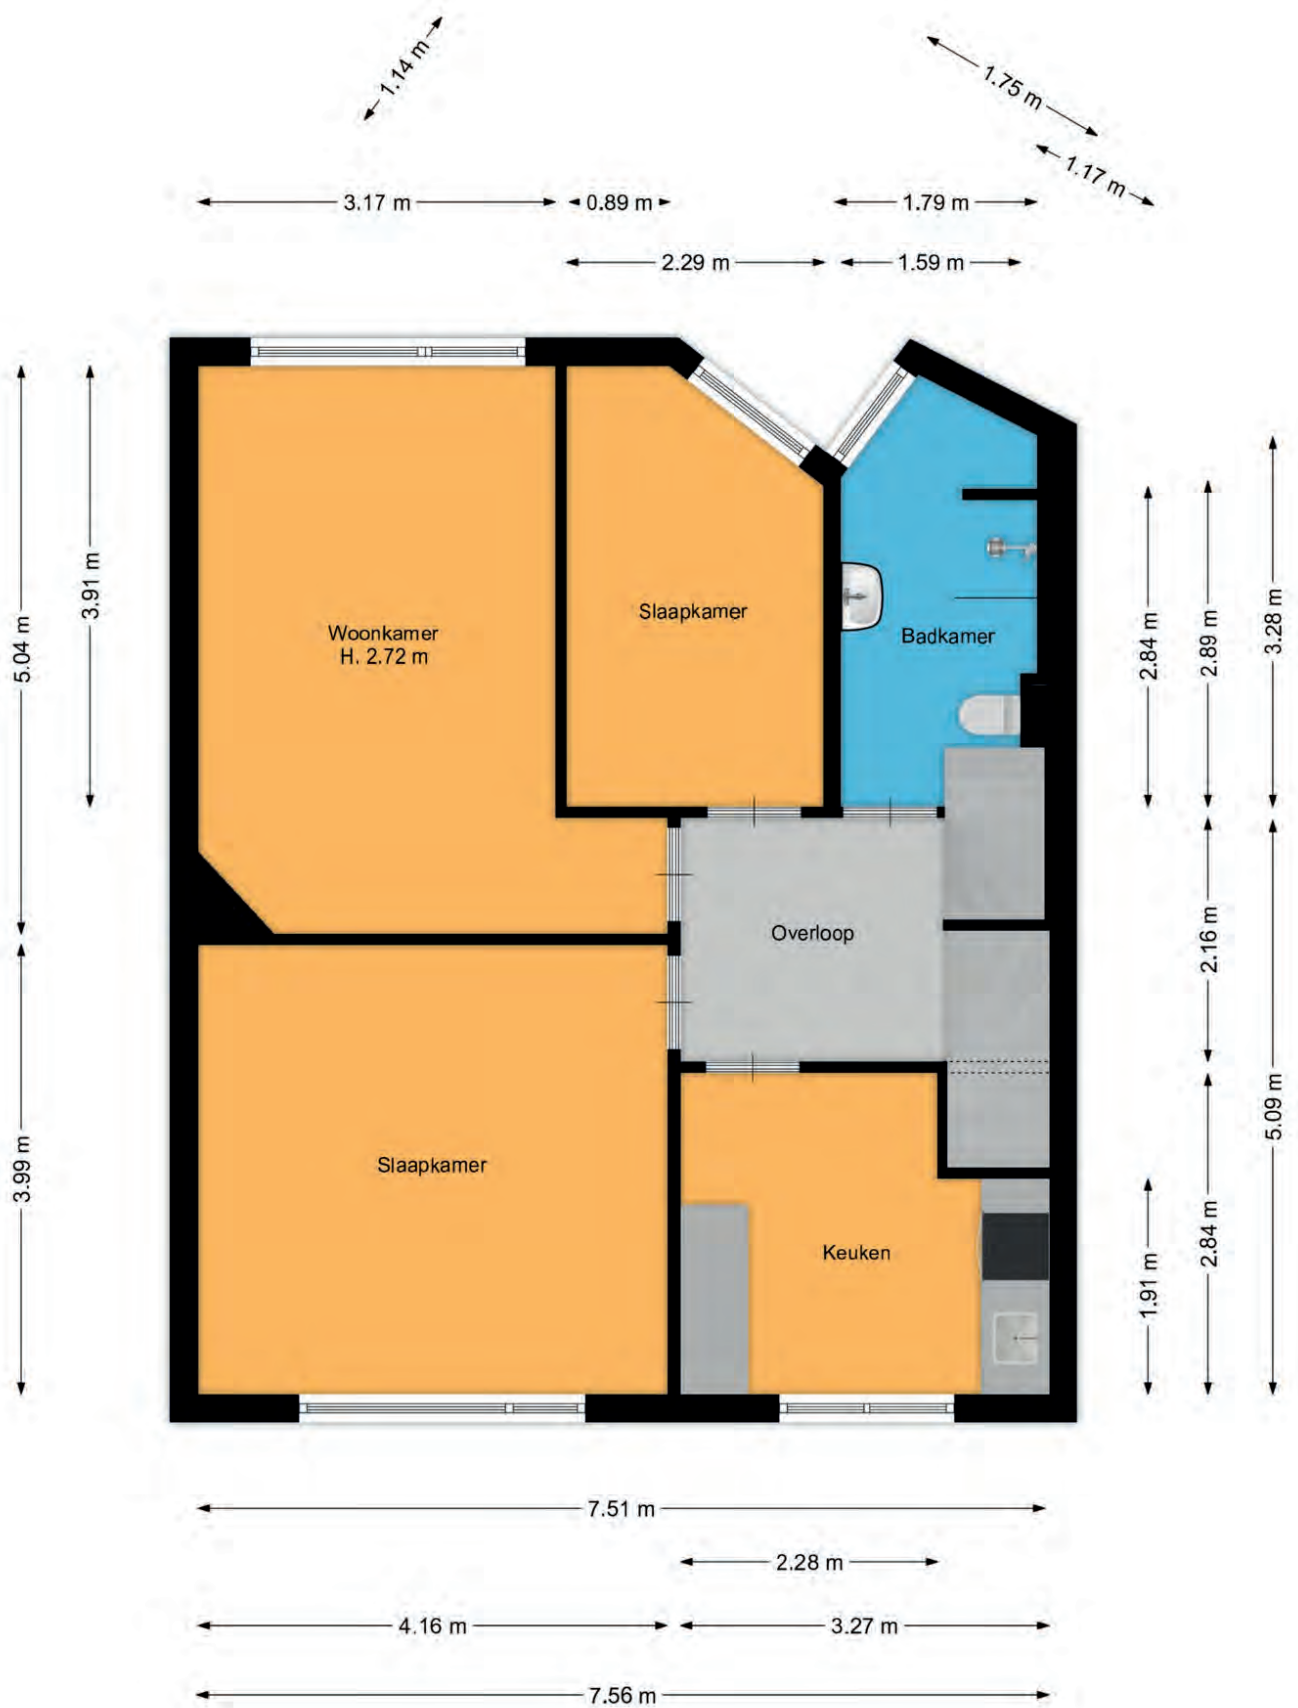 1.14 m
1.75 m
1.17 m
3.17 m
0.89 m
1.79 m
2.29 m
1.59 m
5.04 m
3.91 m
Woonkamer
H. 2.72 m
Slaapkamer
Badkamer
2.84 m
2.89 m
3.28 m
Overloop
2.16 m
3.99 m
Slaapkamer
Keuken
1.91 m
2.84 m
5.09 m
7.51 m
2.28 m
4.16 m
3.27 m
7.56 m